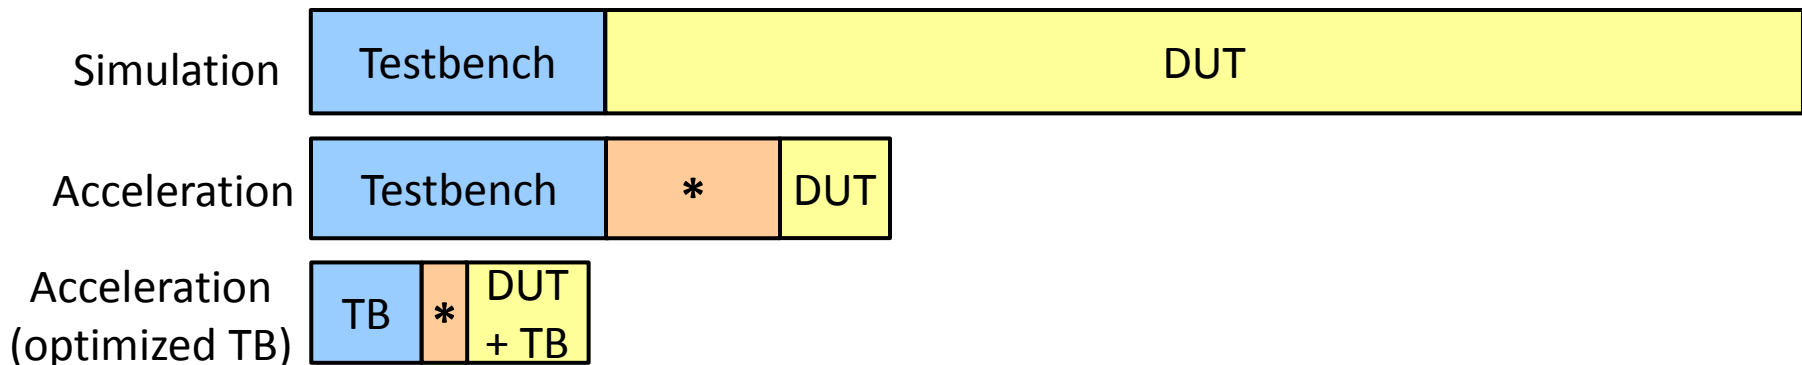 Simulation
Testbench
DUT
Acceleration
Testbench
*
DUT
Acceleration
(optimized TB)
TB
*
DUT
+ TB